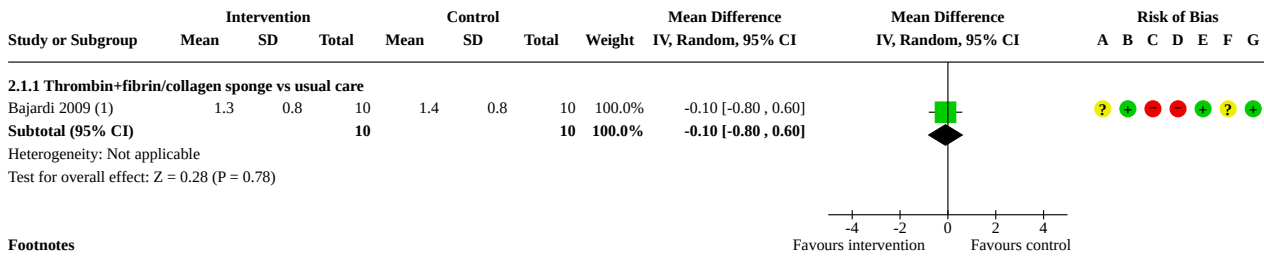 Intervention Control Mean Difference Mean Difference Risk of Bias
Study or Subgroup Mean SD Total Mean SD Total Weight IV, Random, 95% CI IV, Random, 95% CI A B C D E F G
2.1.1 Thrombin+fibrin/collagen sponge vs usual care
Bajardi 2009 (1) 1.3 0.8 10 1.4 0.8 10 100.0% -0.10 [-0.80 , 0.60] ? + − − + ? +
Subtotal (95% CI) 10 10 100.0% -0.10 [-0.80 , 0.60]
Heterogeneity: Not applicable
Test for overall effect: Z = 0.28 (P = 0.78)
-4 -2 0 2 4
Footnotes Favours intervention Favours control